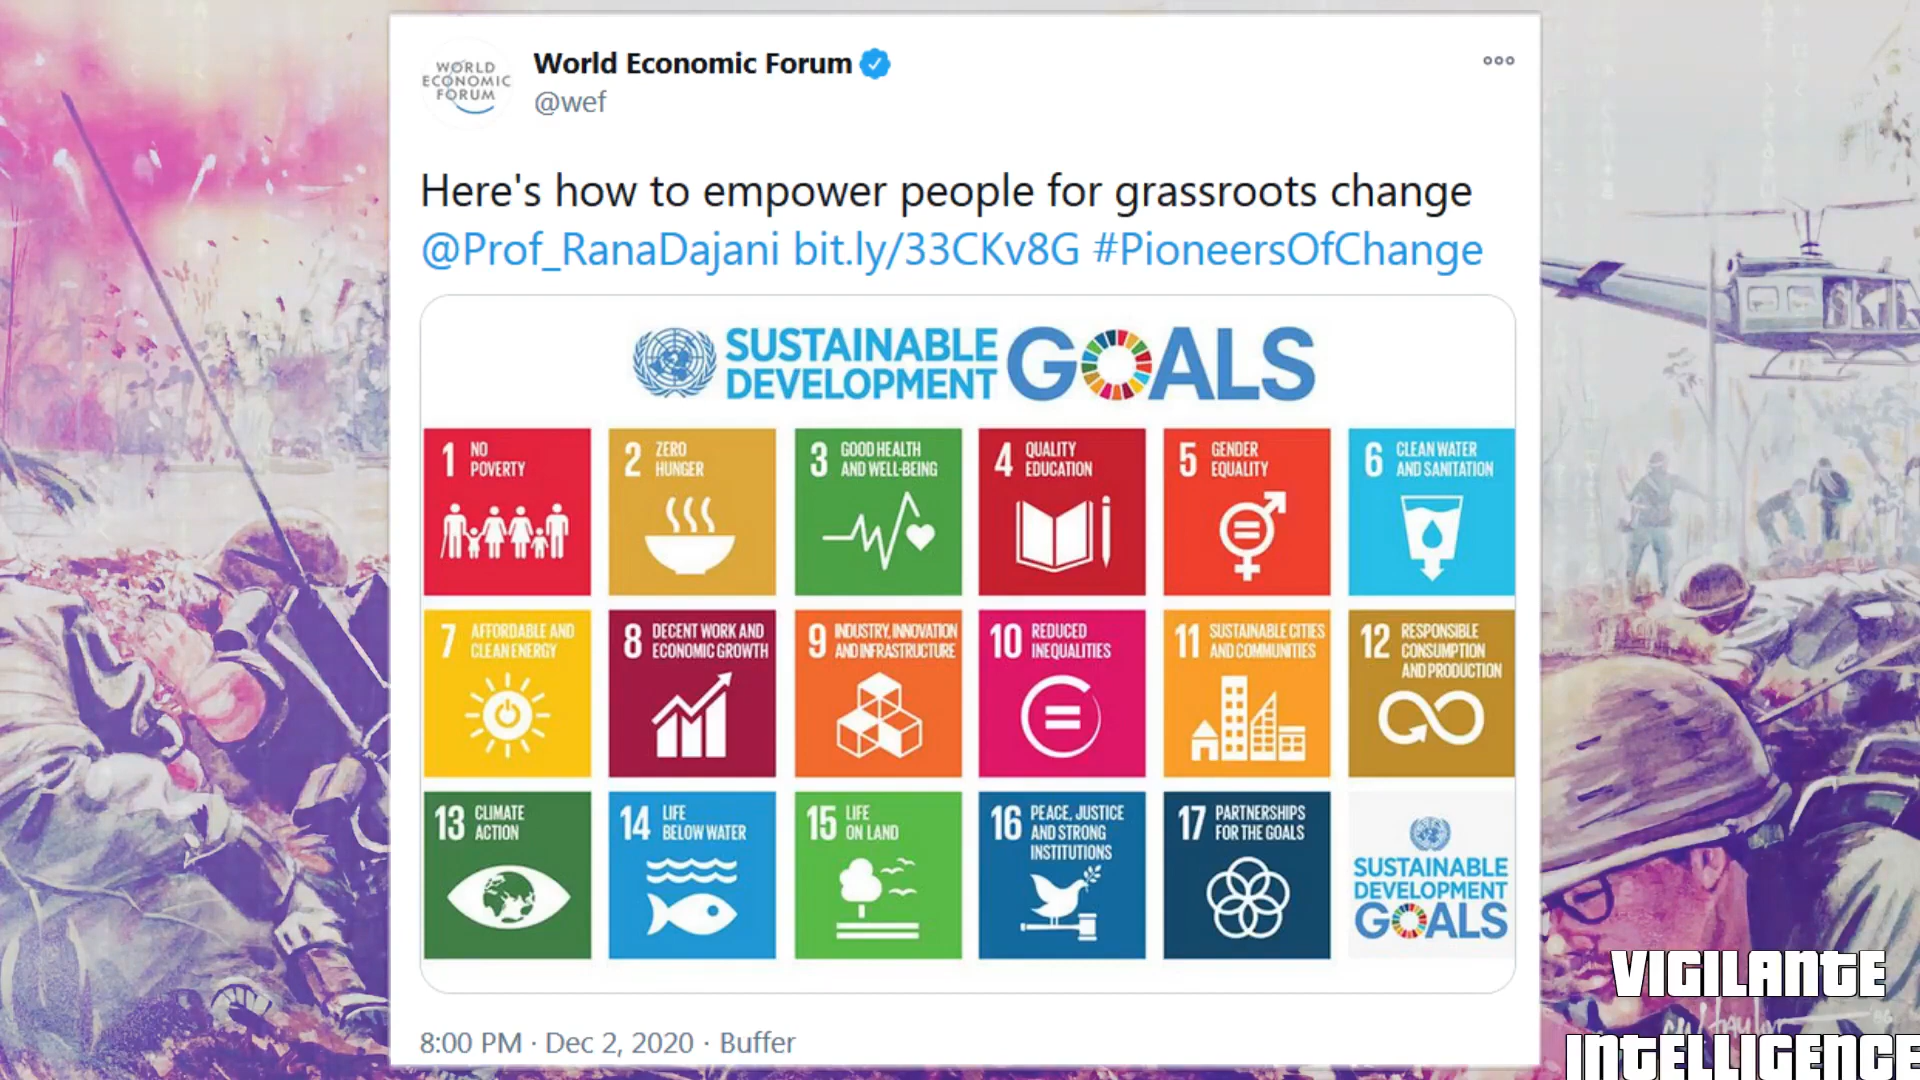 WORLD
ECONOMIC
FORUM
World Economic Forum
@wef
Here's how to empower people for grassroots change
@Prof_RanaDajani bit.ly/33CKv8G #PioneersOfChange
SUSTAINABLE
DEVELOPMENT
GOALS
1 NO
POVERTY
2 ZERO
HUNGER
3 GOOD HEALTH
AND WELL-BEING
4 QUALITY
EDUCATION
5 GENDER
EQUALITY
6 CLEAN WATER
AND SANITATION
7 AFFORDABLE AND
CLEAN ENERGY
8 DECENT WORK AND
ECONOMIC GROWTH
9 INDUSTRY, INNOVATION
AND INFRASTRUCTURE
10 REDUCED
INEQUALITIES
11 SUSTAINABLE CITIES
AND COMMUNITIES
12 RESPONSIBLE
CONSUMPTION
AND PRODUCTION
13 CLIMATE
ACTION
14 LIFE
BELOW WATER
15 LIFE
ON LAND
16 PEACE, JUSTICE
AND STRONG
INSTITUTIONS
17 PARTNERSHIPS
FOR THE GOALS
SUSTAINABLE
DEVELOPMENT
GOALS
8:00 PM · Dec 2, 2020 · Buffer
VIGILANTE
INTELLIGENCE